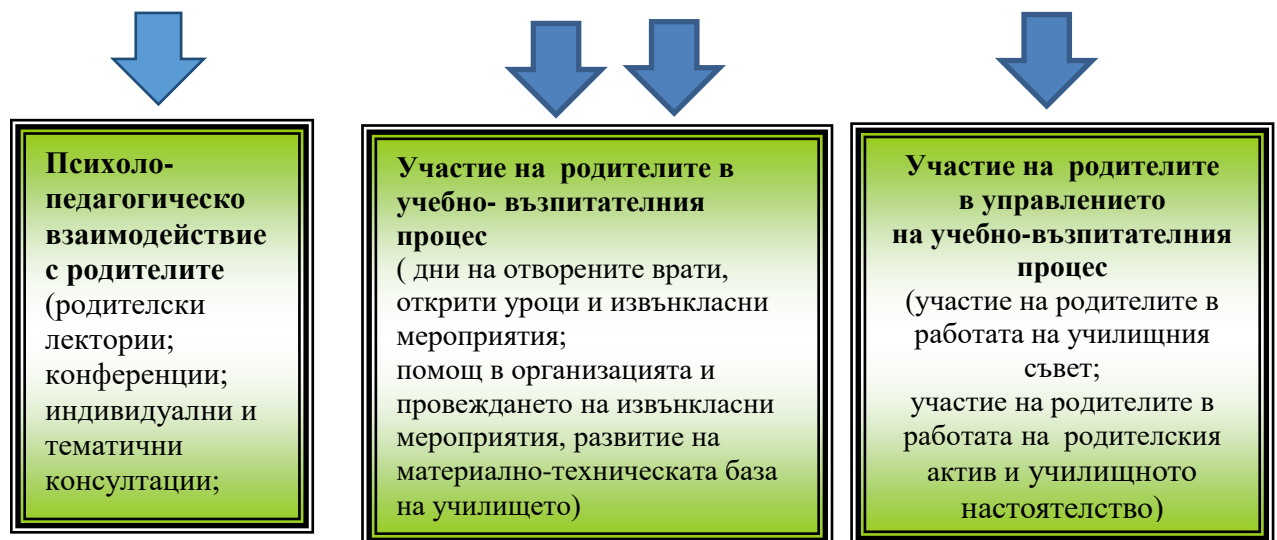 Психоло-
педагогическо
взаимодействие
с родителите
(родителски
лектории;
конференции;
индивидуални и
тематични
консултации;
Участие на родителите в
учебно- възпитателния
процес
( дни на отворените врати,
открити уроци и извънкласни
мероприятия;
помощ в организацията и
провеждането на извънкласни
мероприятия, развитие на
материално-техническата база
на училището)
Участие на родителите
в управлението
на учебно-възпитателния
процес
(участие на родителите в
работата на училищния
съвет;
участие на родителите в
работата на родителския
актив и училищното
настоятелство)